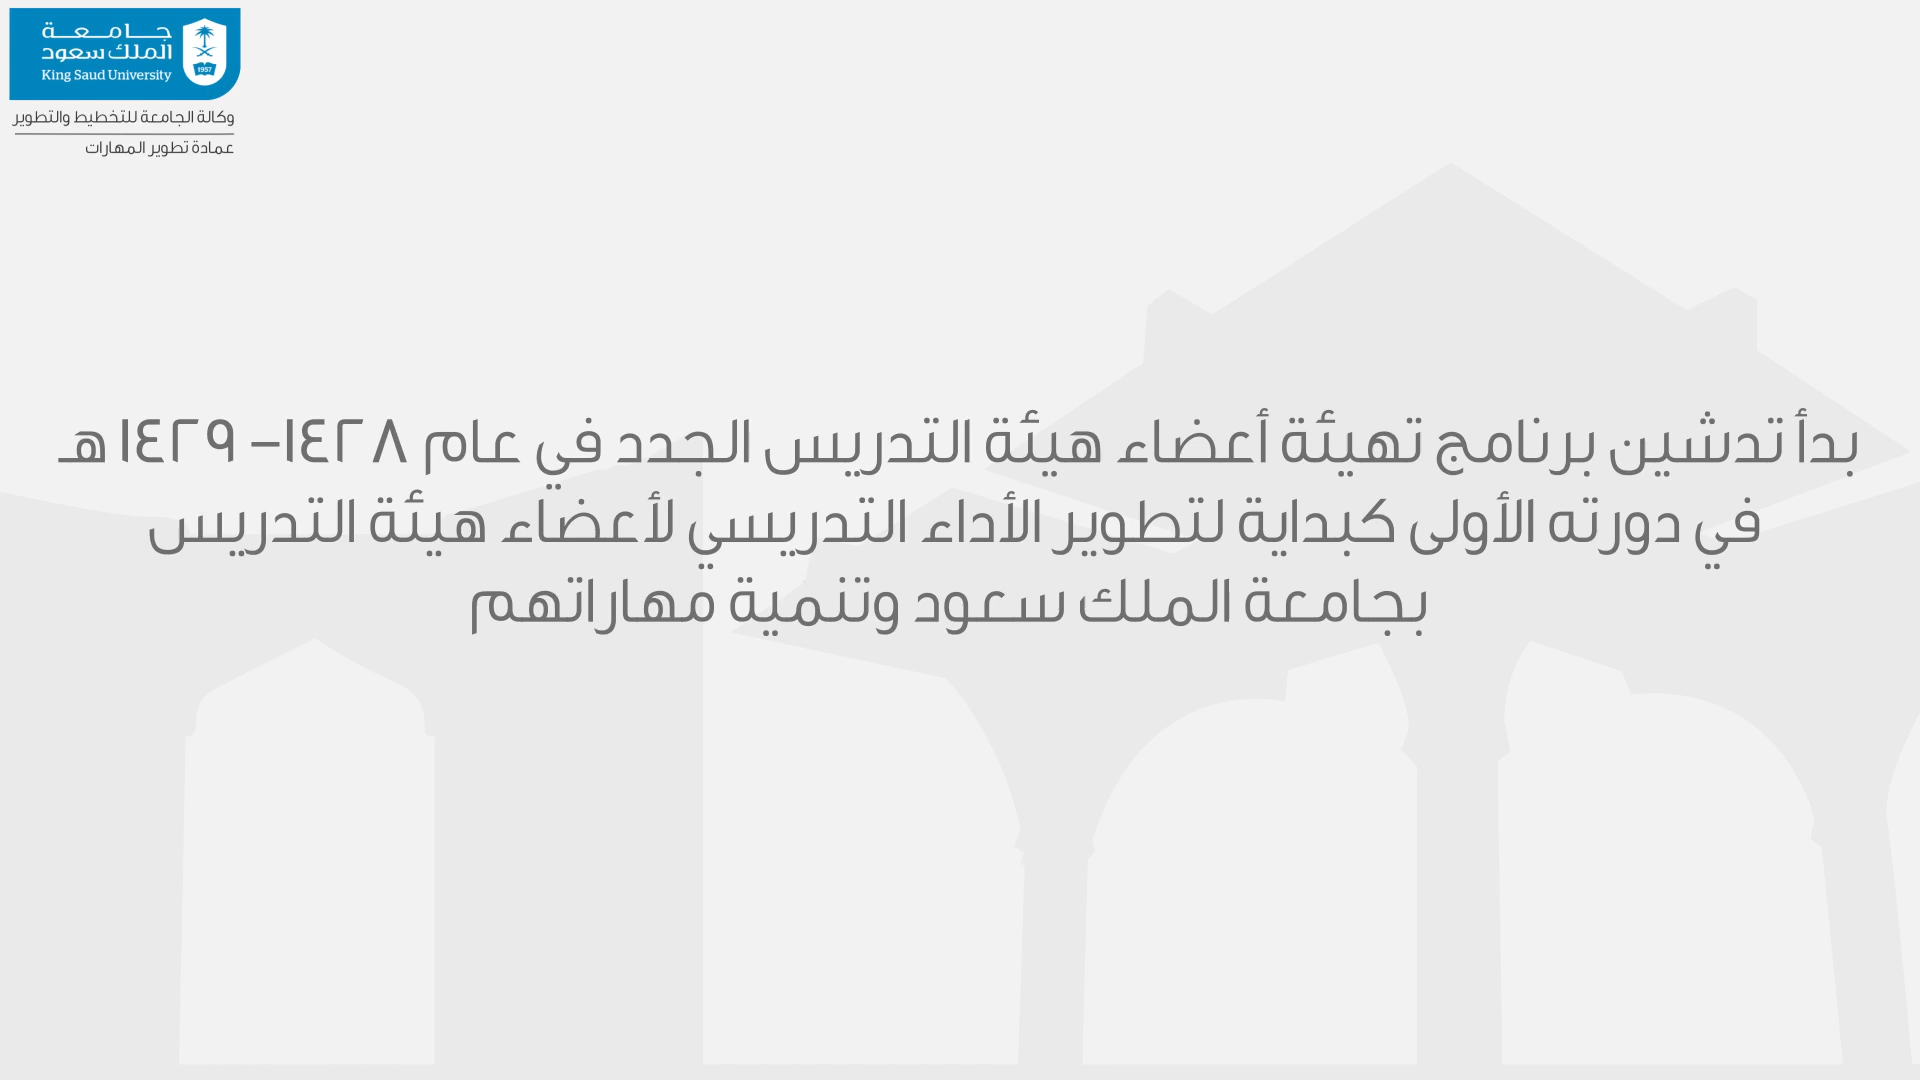 جامعة
الملك سعود
King Saud University
1957
وكالة الجامعة للتخطيط والتطوير
عمادة تطوير المهارات
بدأ تدشين برنامج تهيئة أعضاء هيئة التدريس الجدد في عام ١٤٢٨- ١٤٢٩ هـ
في دورته الأولى كبداية لتطوير الأداء التدريسي لأعضاء هيئة التدريس
بجامعة الملك سعود وتنمية مهاراتهم